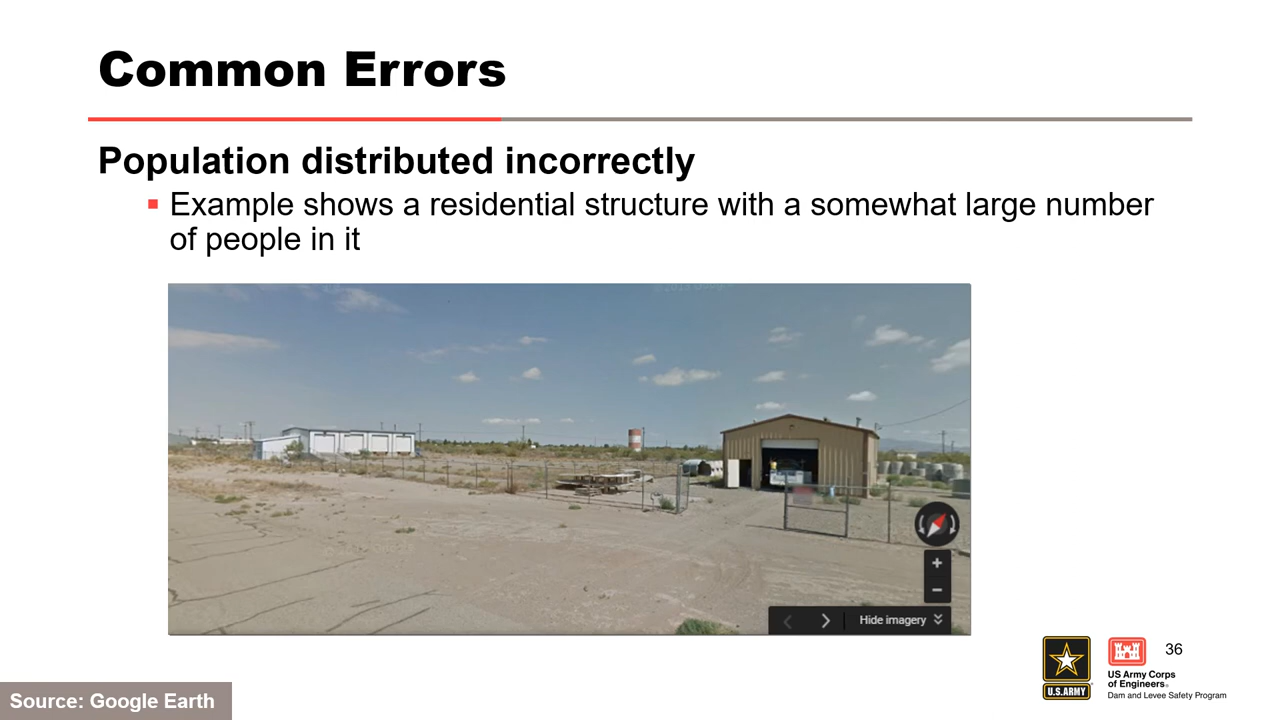 Common Errors
Population distributed incorrectly
Example shows a residential structure with a somewhat large number
of people in it
Hide imagery
36
U.S.ARMY
US Army Corps
of Engineers®
Dam and Levee Safety Program
Source: Google Earth